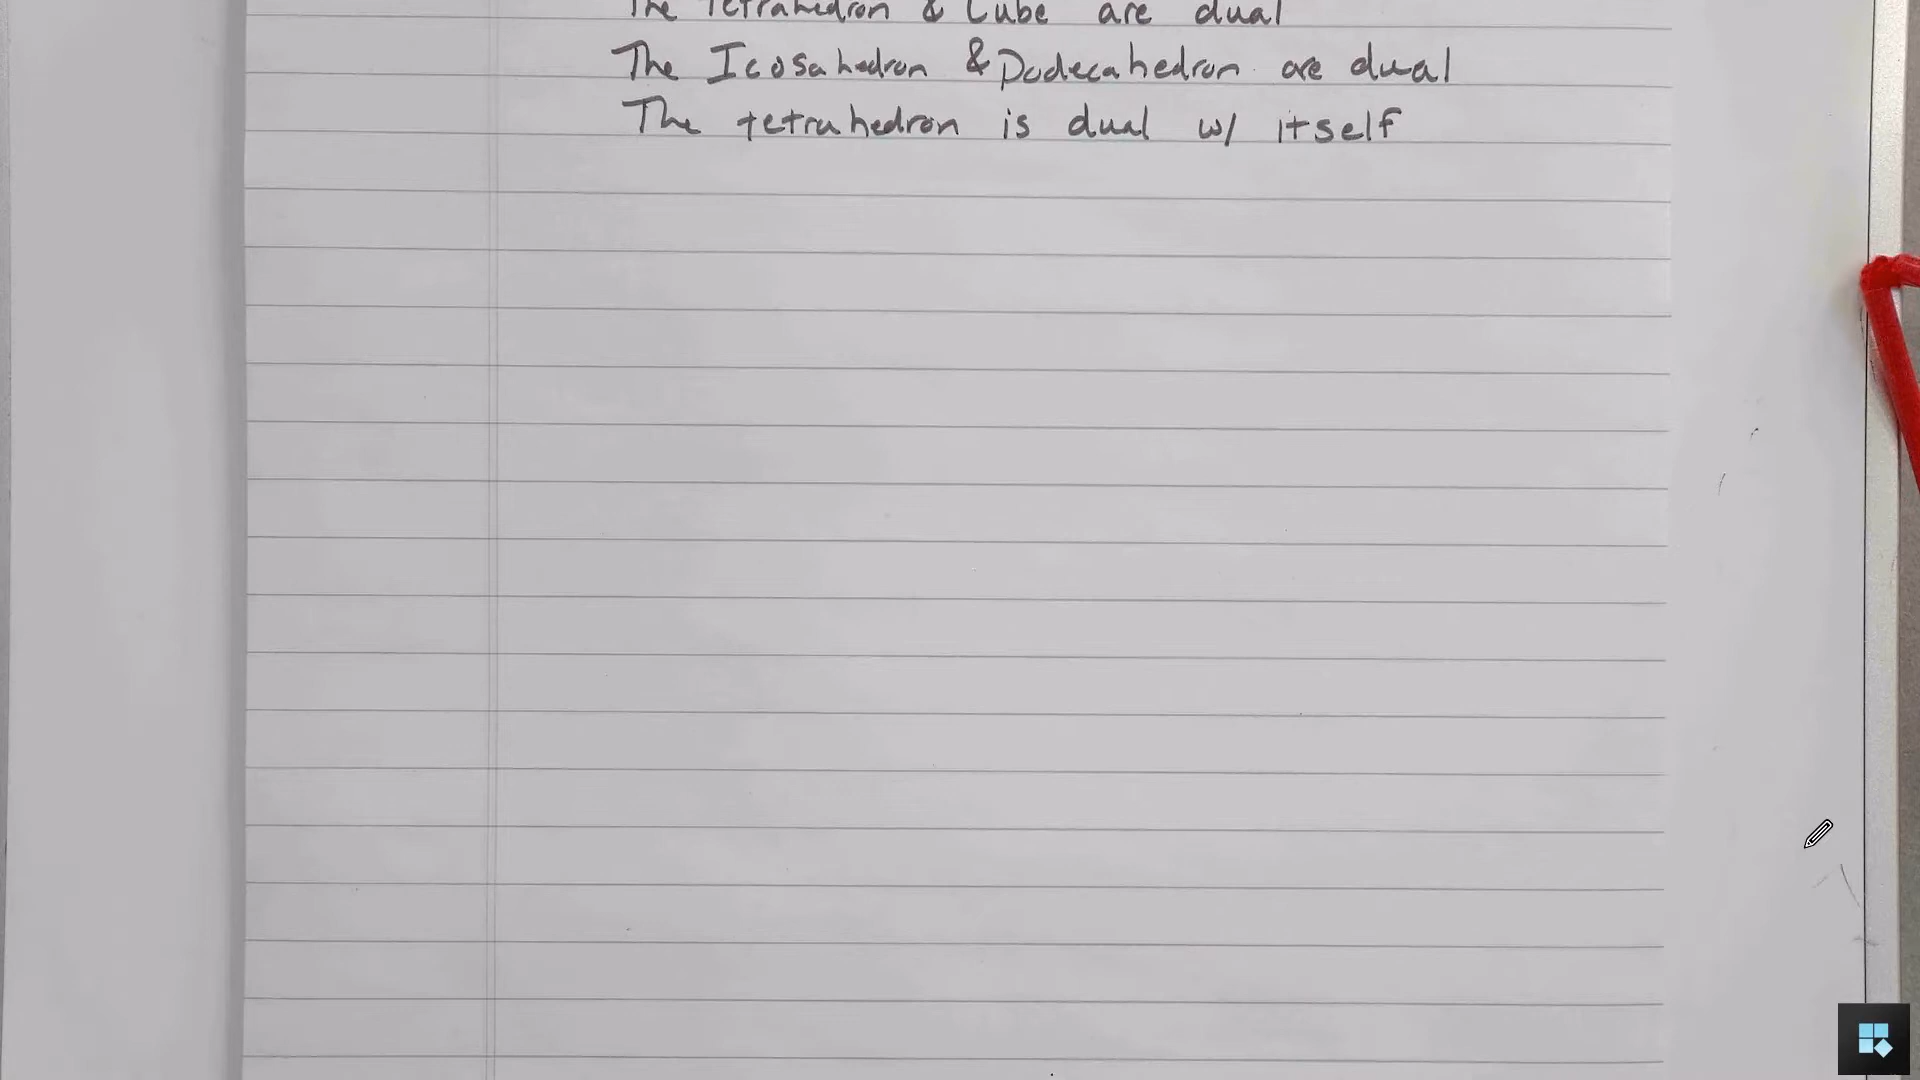 The Tetrahedron & Cube are dual
The Icosahedron & Dodecahedron are dual
The tetrahedron is dual w/ itself